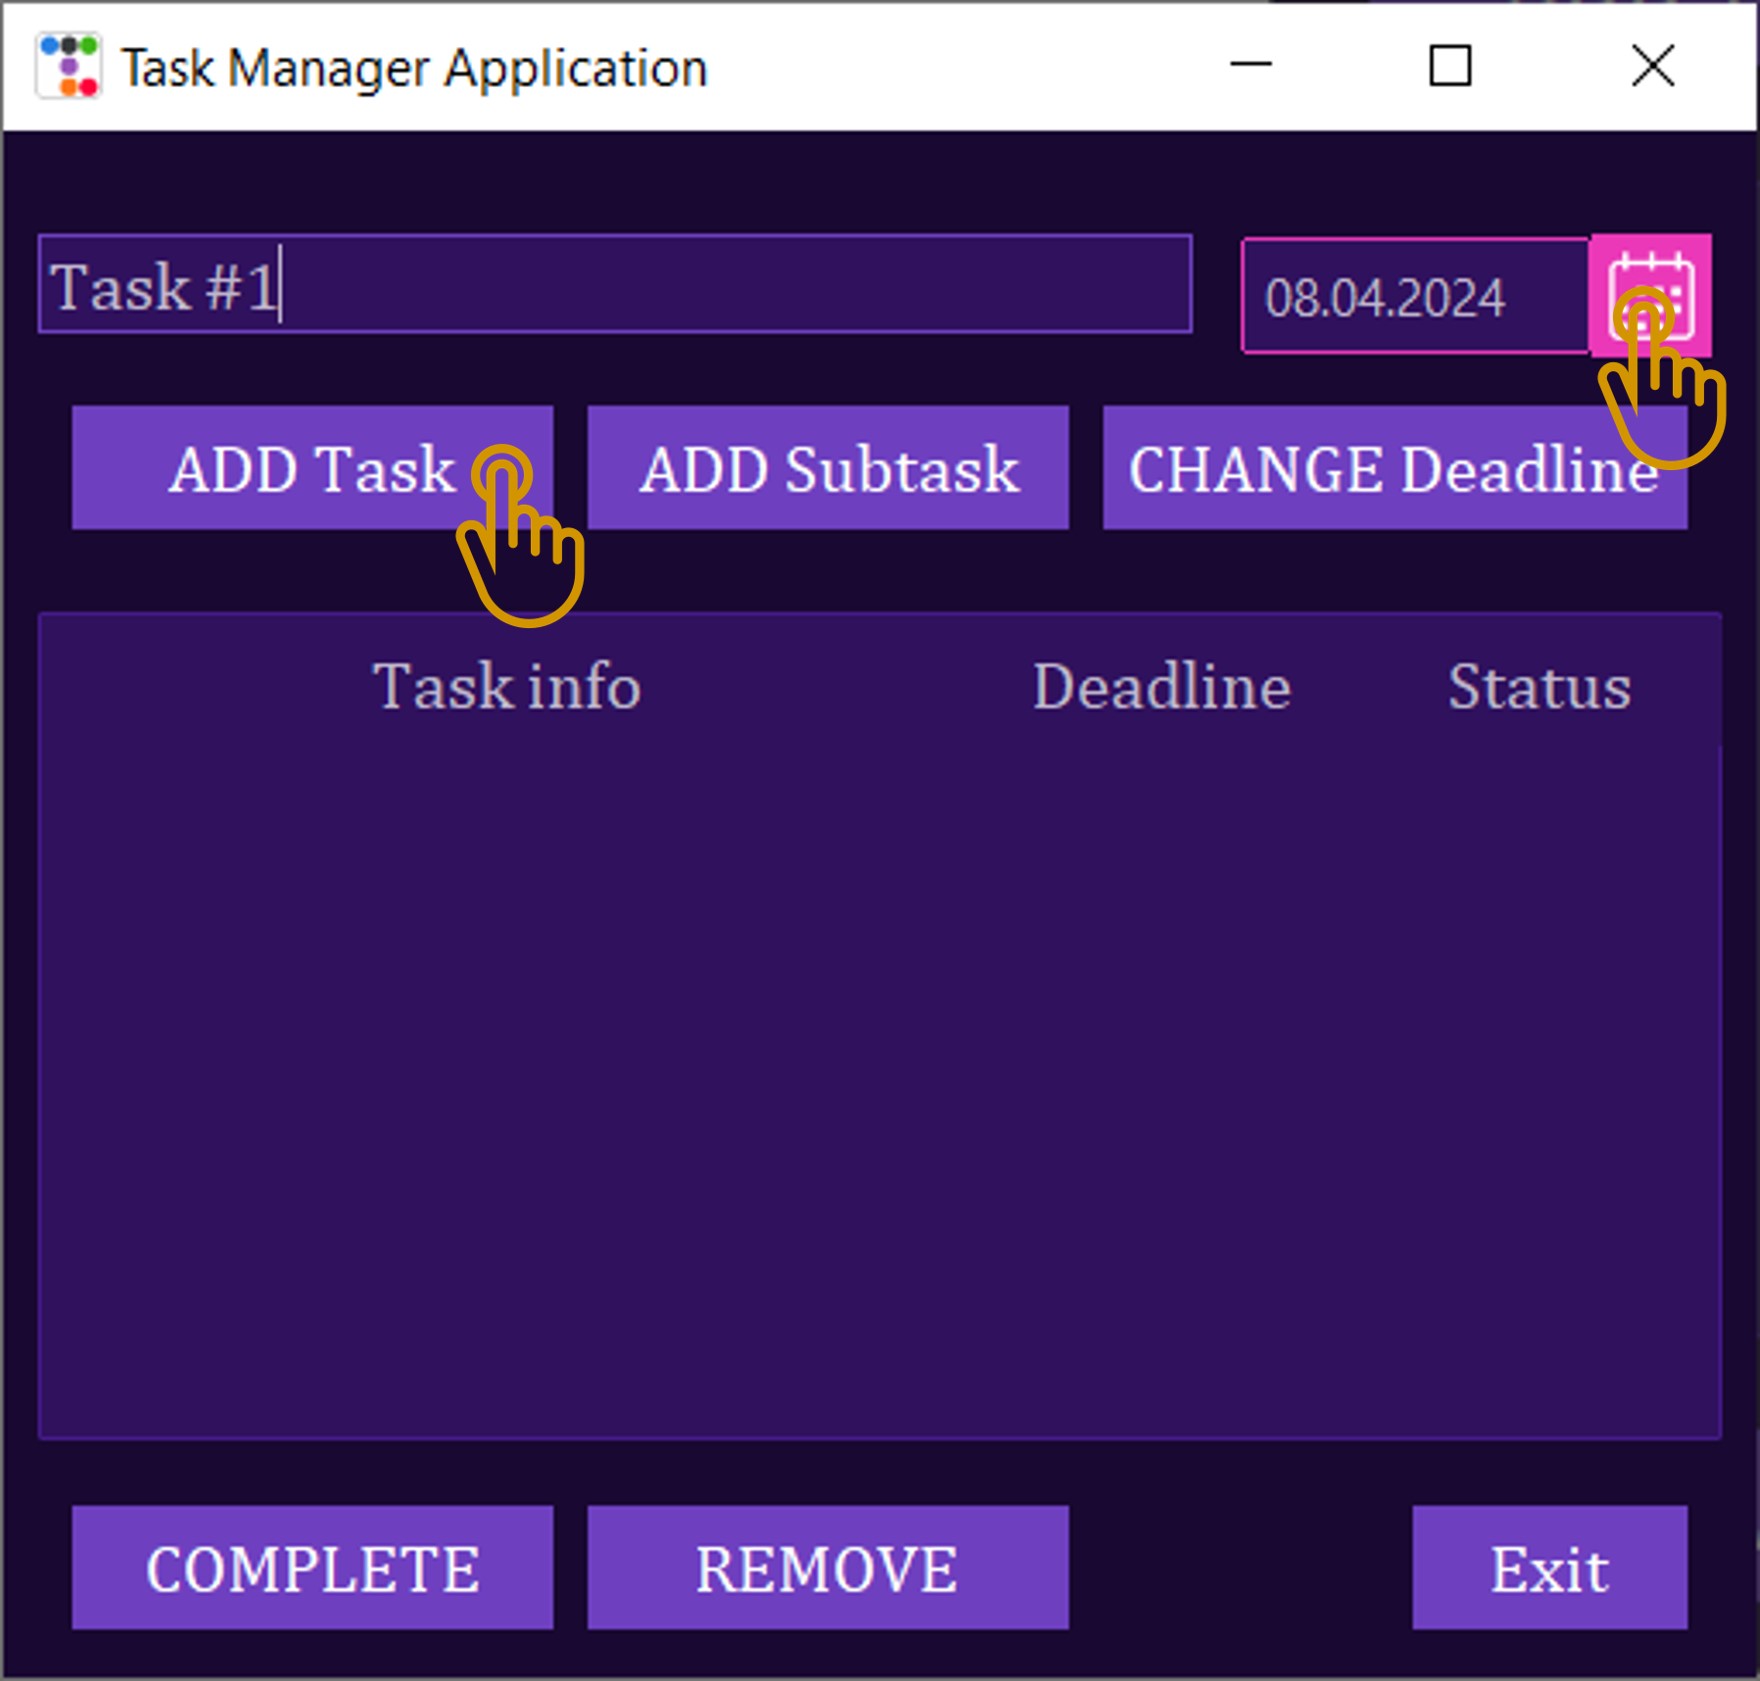 Task Manager Application
Task #1 08.04.2024
ADD Task ADD Subtask CHANGE Deadline
Task info Deadline Status
COMPLETE REMOVE Exit